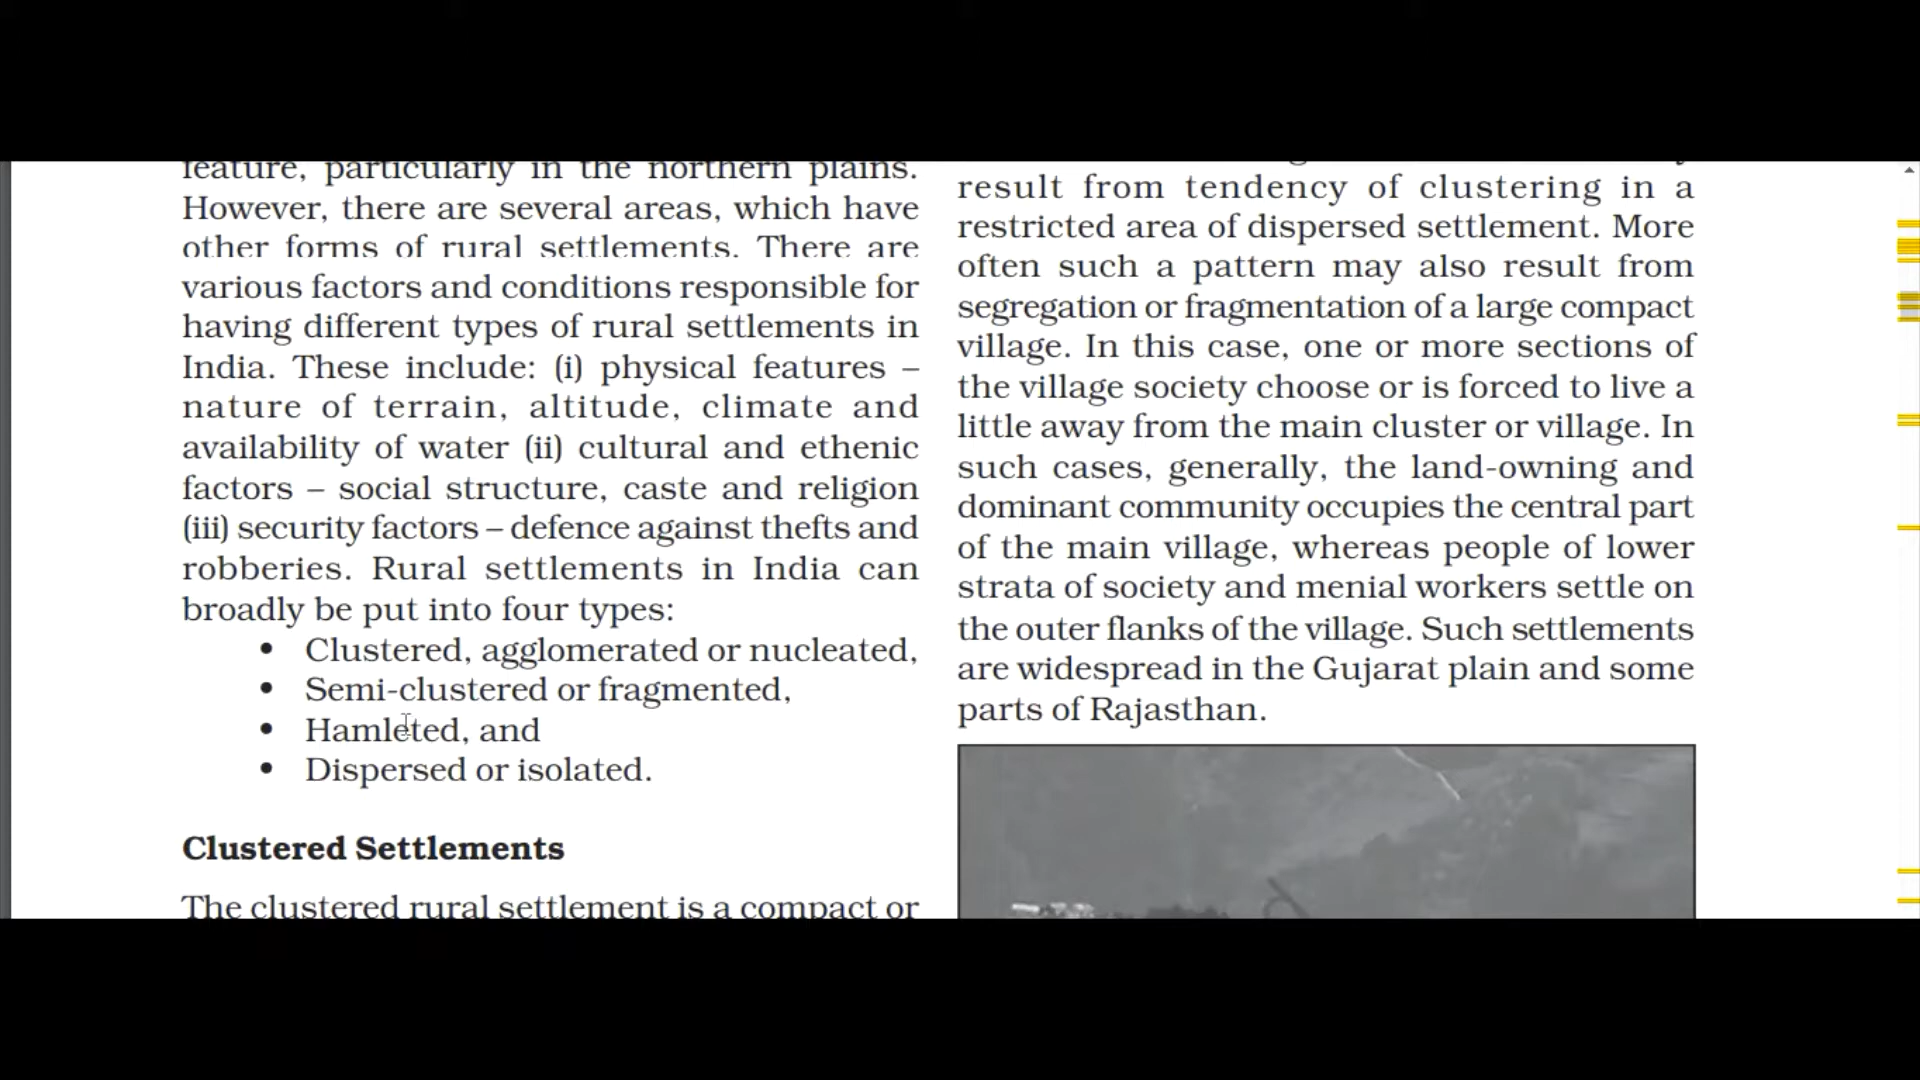 feature, particularly in the northern plains.
However, there are several areas, which have
other forms of rural settlements. There are
various factors and conditions responsible for
having different types of rural settlements in
India. These include: (i) physical features –
nature of terrain, altitude, climate and
availability of water (ii) cultural and ethenic
factors – social structure, caste and religion
(iii) security factors – defence against thefts and
robberies. Rural settlements in India can
broadly be put into four types:
• Clustered, agglomerated or nucleated,
• Semi-clustered or fragmented,
• Hamleted, and
• Dispersed or isolated.
Clustered Settlements
The clustered rural settlement is a compact or
result from tendency of clustering in a
restricted area of dispersed settlement. More
often such a pattern may also result from
segregation or fragmentation of a large compact
village. In this case, one or more sections of
the village society choose or is forced to live a
little away from the main cluster or village. In
such cases, generally, the land-owning and
dominant community occupies the central part
of the main village, whereas people of lower
strata of society and menial workers settle on
the outer flanks of the village. Such settlements
are widespread in the Gujarat plain and some
parts of Rajasthan.